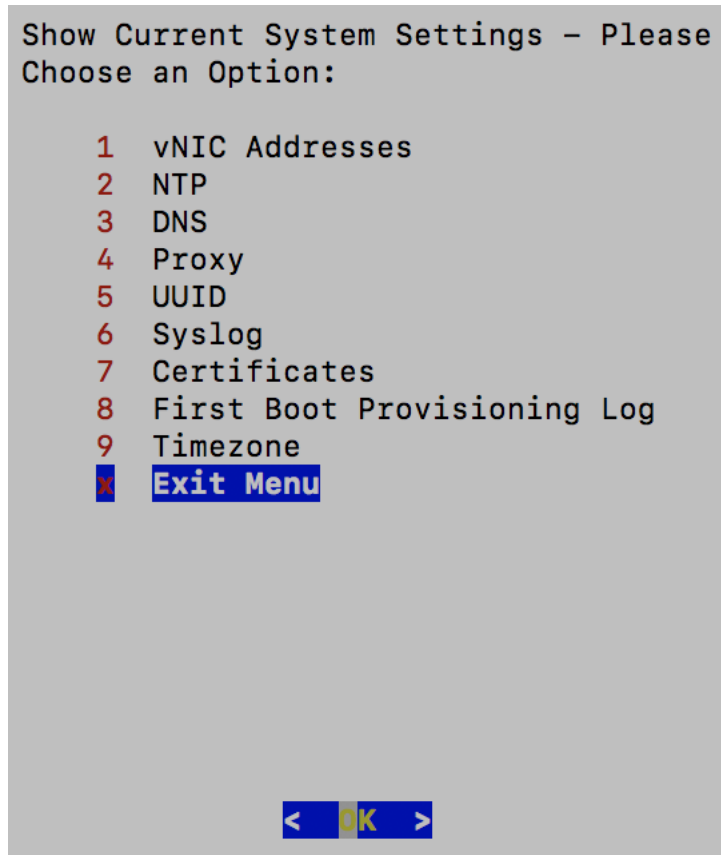 Show Current System Settings – Please
Choose an Option:
1 vNIC Addresses
2 NTP
3 DNS
4 Proxy
5 UUID
6 Syslog
7 Certificates
8 First Boot Provisioning Log
9 Timezone
x Exit Menu
< OK >